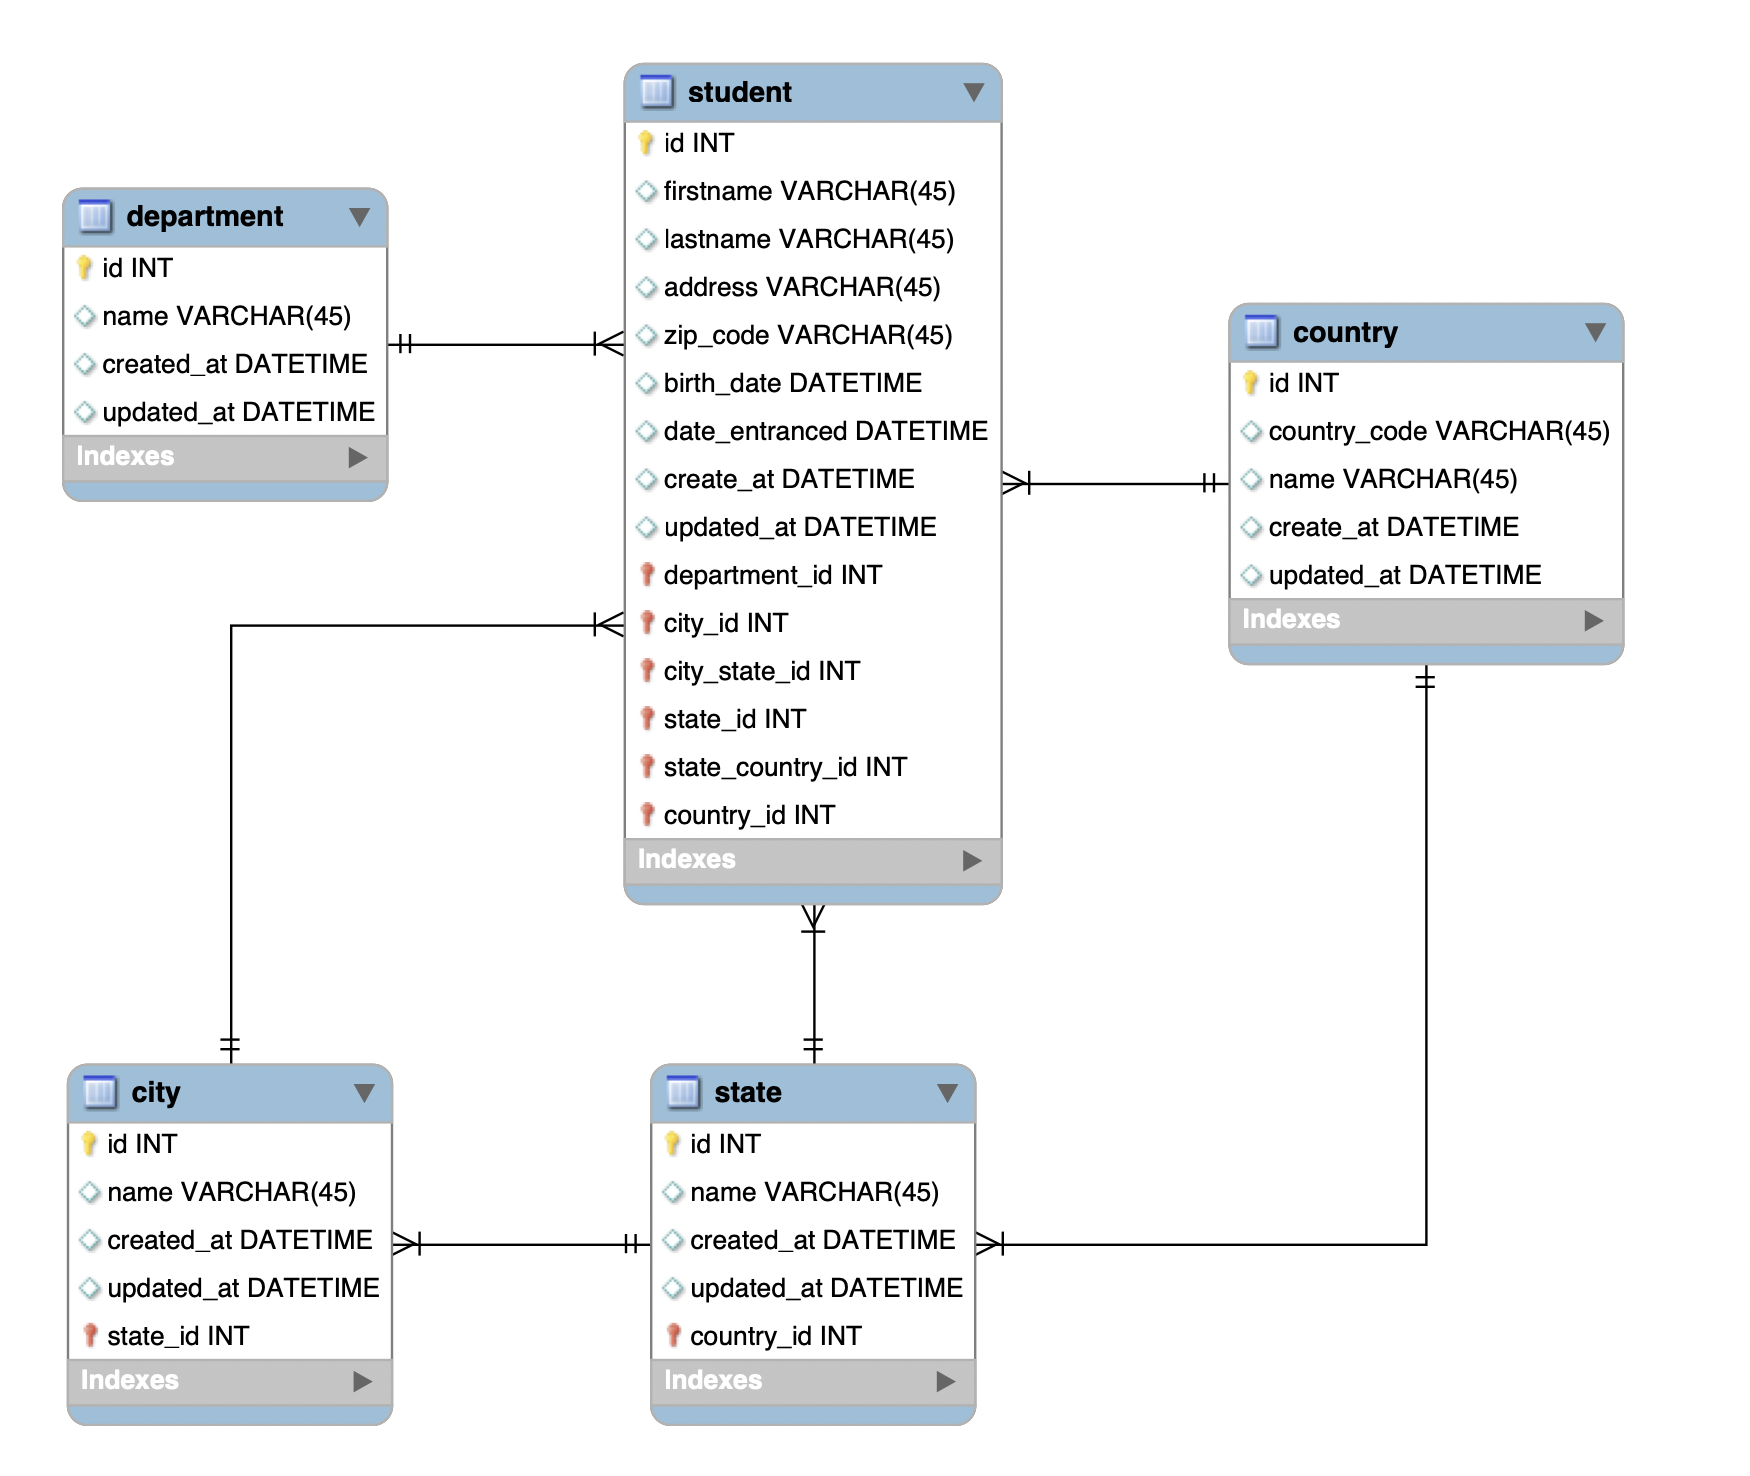 student
id INT
firstname VARCHAR(45)
lastname VARCHAR(45)
address VARCHAR(45)
zip_code VARCHAR(45)
birth_date DATETIME
date_entranced DATETIME
create_at DATETIME
updated_at DATETIME
department_id INT
city_id INT
city_state_id INT
state_id INT
state_country_id INT
country_id INT
Indexes
department
id INT
name VARCHAR(45)
created_at DATETIME
updated_at DATETIME
Indexes
country
id INT
country_code VARCHAR(45)
name VARCHAR(45)
create_at DATETIME
updated_at DATETIME
Indexes
city
id INT
name VARCHAR(45)
created_at DATETIME
updated_at DATETIME
state_id INT
Indexes
state
id INT
name VARCHAR(45)
created_at DATETIME
updated_at DATETIME
country_id INT
Indexes